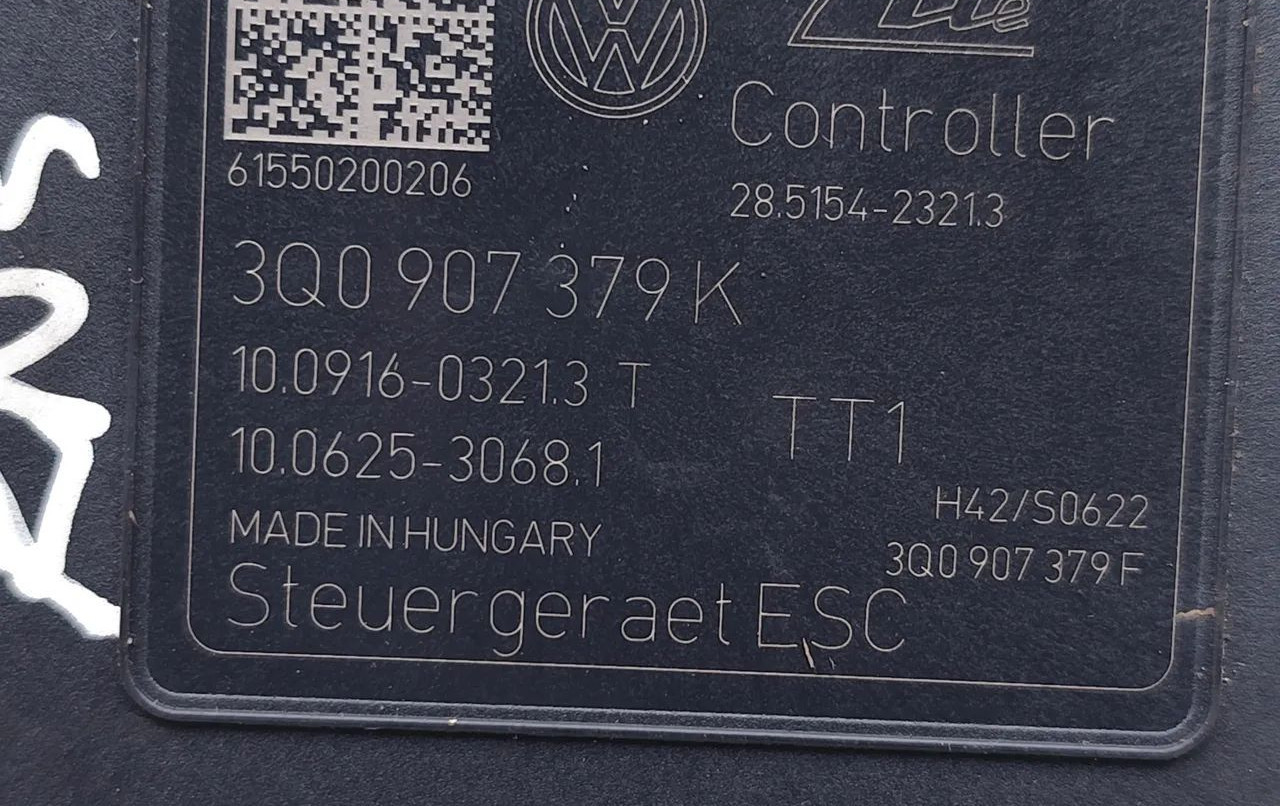 Controller
61550200206
28.5154-2321.3
3Q0 907 379 K
10.0916-0321.3 T
TT1
10.0625-3068.1
H42/S0622
MADE IN HUNGARY
3Q0 907 379 F
Steuergeraet ESC